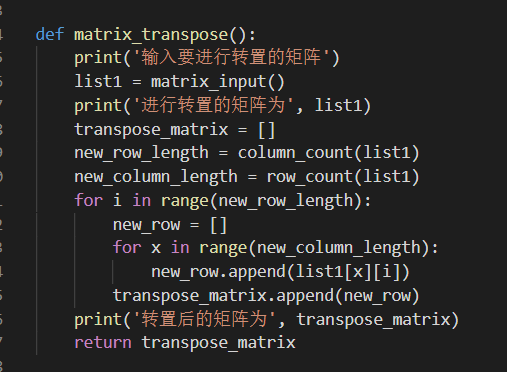 def matrix_transpose():
    print('输入要进行转置的矩阵')
    list1 = matrix_input()
    print('进行转置的矩阵为', list1)
    transpose_matrix = []
    new_row_length = column_count(list1)
    new_column_length = row_count(list1)
    for i in range(new_row_length):
        new_row = []
        for x in range(new_column_length):
            new_row.append(list1[x][i])
        transpose_matrix.append(new_row)
    print('转置后的矩阵为', transpose_matrix)
    return transpose_matrix